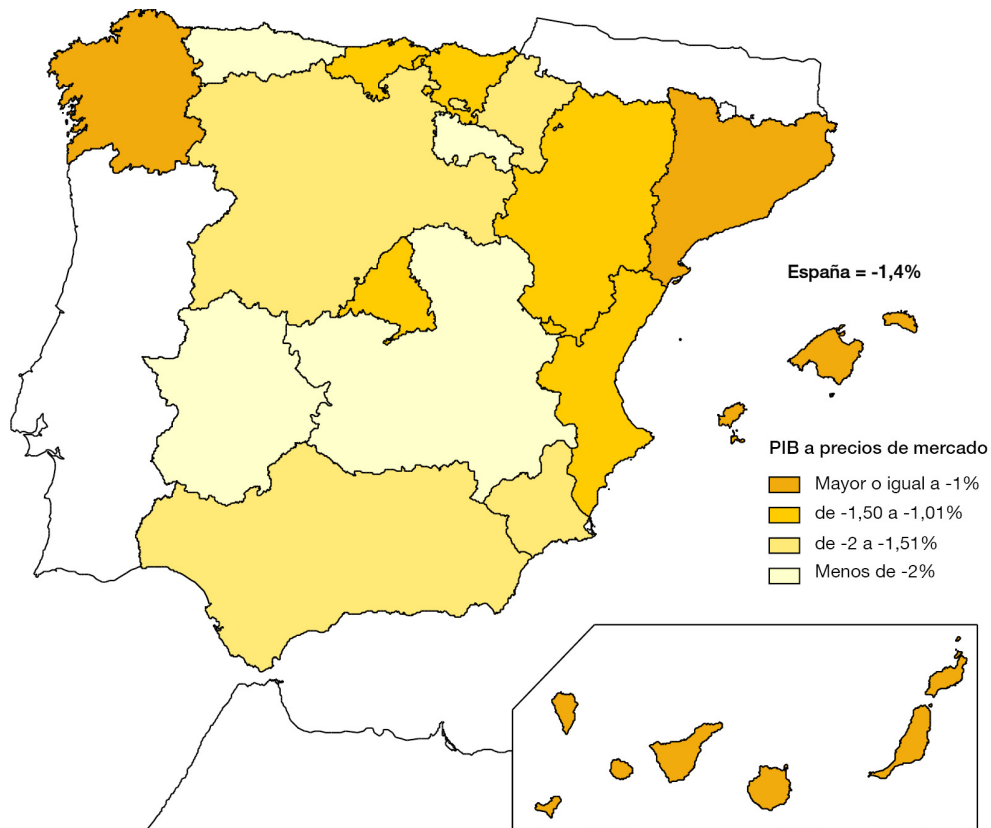 España = -1,4%
PIB a precios de mercado
Mayor o igual a -1%
de -1,50 a -1,01%
de -2 a -1,51%
Menos de -2%